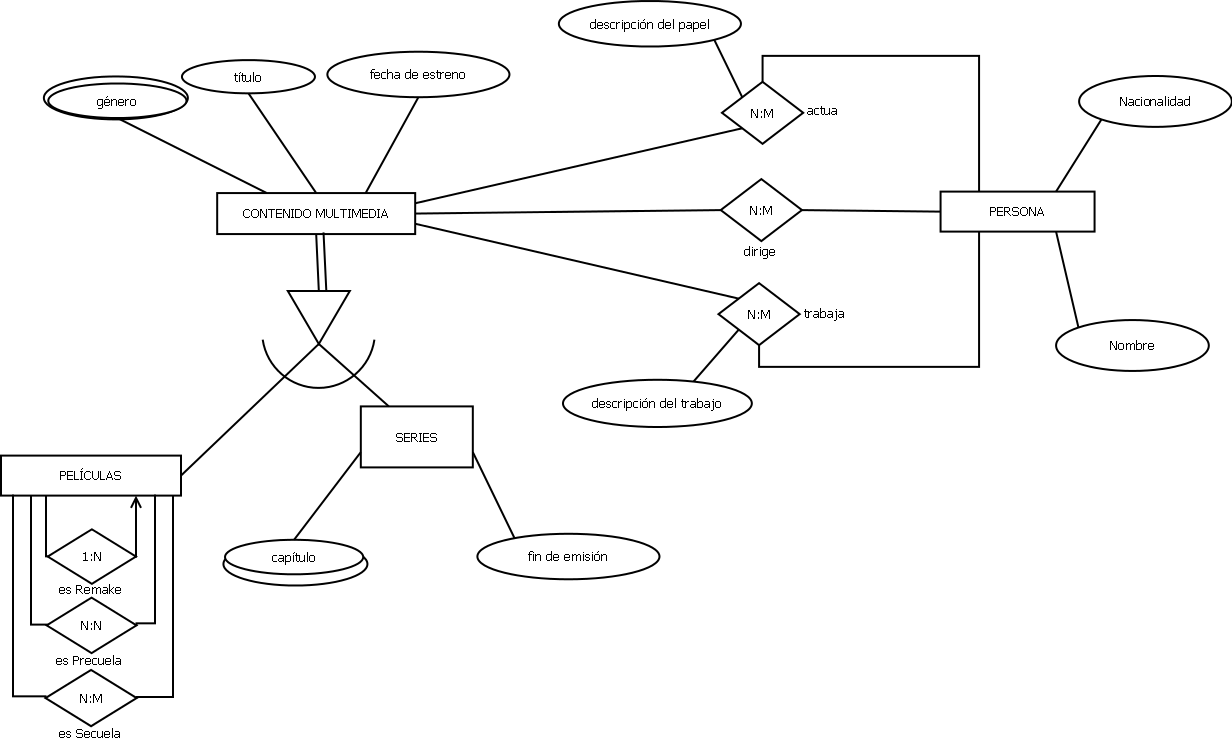 descripción del papel
fecha de estreno
título
género
Nacionalidad
N:M
actua
CONTENIDO MULTIMEDIA
N:M
PERSONA
dirige
N:M
trabaja
Nombre
descripción del trabajo
SERIES
PELÍCULAS
1:N
capítulo
fin de emisión
es Remake
N:N
es Precuela
N:M
es Secuela